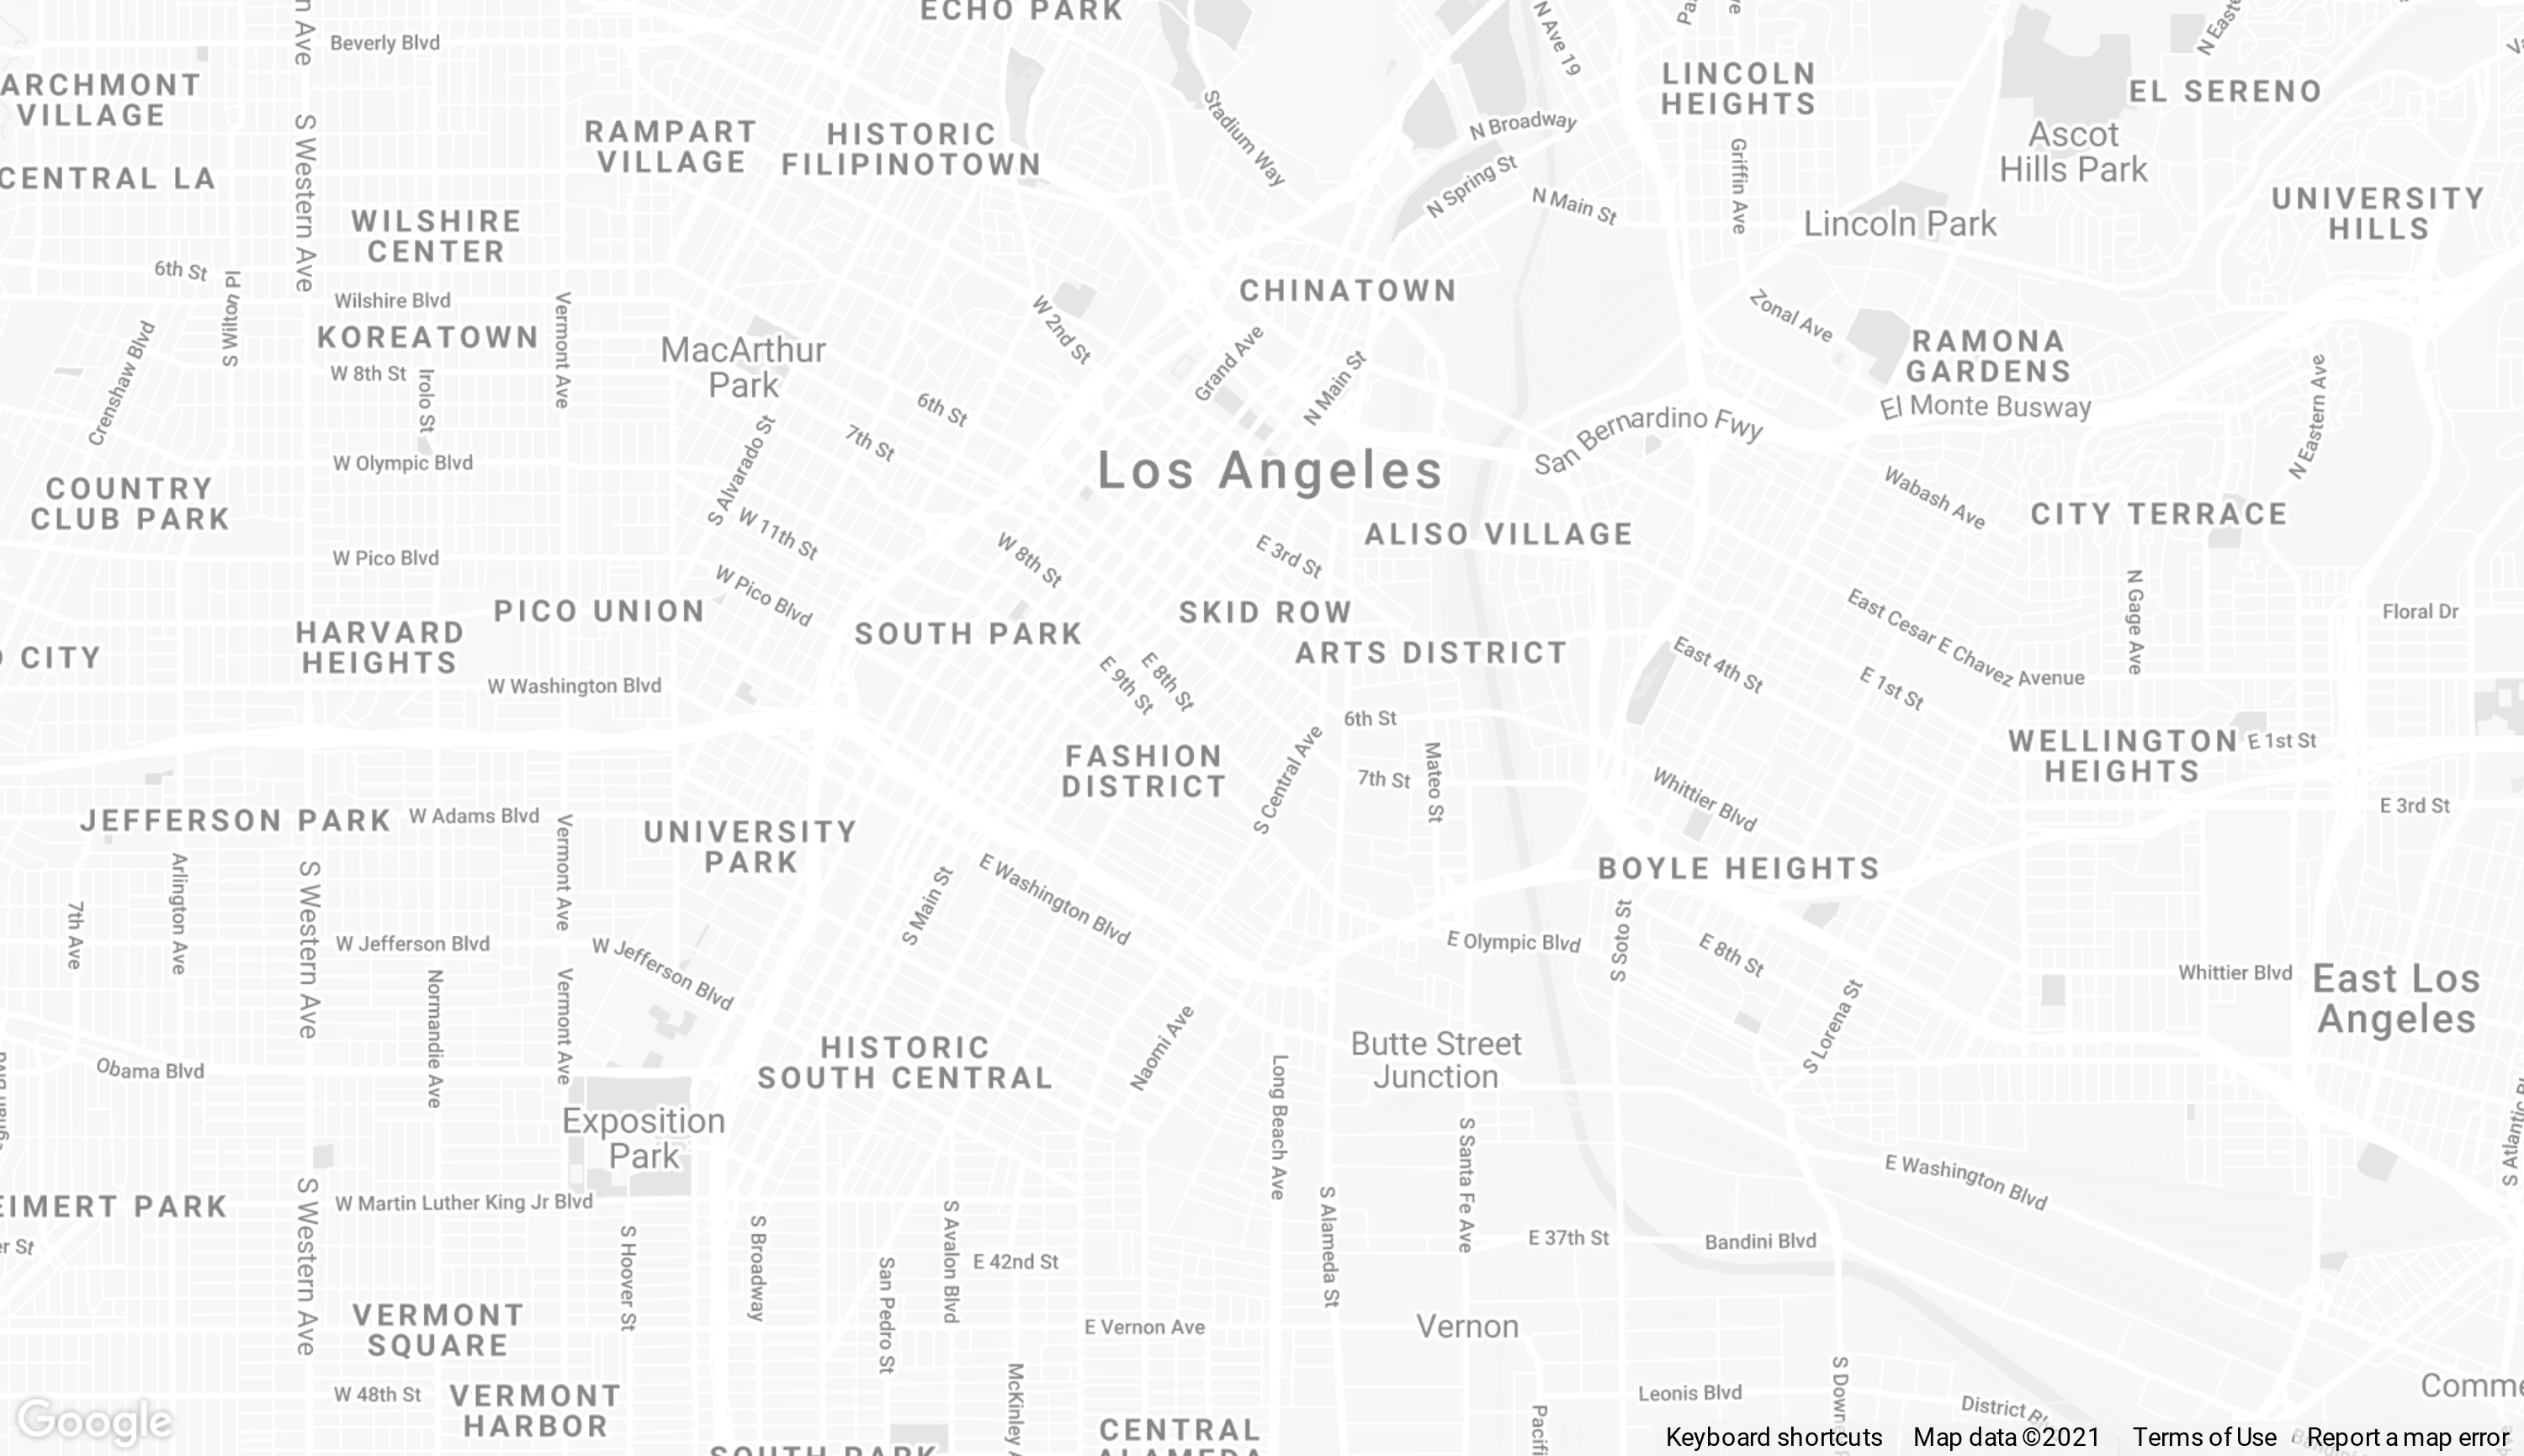 ECHO PARK
N Ave 19
Beverly Blvd
ARCHMONT
VILLAGE
S Western Ave
Stadium Way
N Broadway
LINCOLN
HEIGHTS
EL SERENO
RAMPART
VILLAGE
HISTORIC
FILIPINOTOWN
N Spring St
Griffin Ave
Ascot
Hills Park
CENTRAL LA
WILSHIRE
CENTER
N Main St
Lincoln Park
UNIVERSITY
HILLS
6th St
S Wilton Pl
Wilshire Blvd
Vermont Ave
W 2nd St
CHINATOWN
Zonal Ave
Crenshaw Blvd
KOREATOWN
MacArthur
Park
Grand Ave
N Main St
RAMONA
GARDENS
W 8th St
Irolo St
6th St
7th St
San Bernardino Fwy
El Monte Busway
N Eastern Ave
W Olympic Blvd
S Alvarado St
Los Angeles
Wabash Ave
COUNTRY
CLUB PARK
W 11th St
ALISO VILLAGE
CITY TERRACE
W Pico Blvd
W 8th St
E 3rd St
N Gage Ave
W Pico Blvd
East Cesar E Chavez Avenue
Floral Dr
HARVARD
HEIGHTS
PICO UNION
SOUTH PARK
SKID ROW
ARTS DISTRICT
East 4th St
CITY
W Washington Blvd
E 9th St
E 8th St
E 1st St
6th St
FASHION
DISTRICT
S Central Ave
7th St
Mateo St
Whittier Blvd
WELLINGTON
HEIGHTS
E 1st St
E 3rd St
JEFFERSON PARK
W Adams Blvd
Vermont Ave
UNIVERSITY
PARK
E Washington Blvd
BOYLE HEIGHTS
7th Ave
Arlington Ave
S Western Ave
W Jefferson Blvd
W Jefferson Blvd
S Main St
E Olympic Blvd
S Soto St
E 8th St
Whittier Blvd
East Los
Angeles
Normandie Ave
Vermont Ave
HISTORIC
SOUTH CENTRAL
Naomi Ave
Long Beach Ave
Butte Street
Junction
S Lorena St
Obama Blvd
Exposition
Park
S Santa Fe Ave
E Washington Blvd
EIMERT PARK
S Western Ave
W Martin Luther King Jr Blvd
S Hoover St
S Broadway
San Pedro St
S Avalon Blvd
E 42nd St
S Alameda St
E 37th St
Bandini Blvd
S Atlantic
er St
VERMONT
SQUARE
E Vernon Ave
Vernon
W 48th St
VERMONT
HARBOR
McKinley
CENTRAL
ALAMEDA
SOUTH PARK
Pacifi
Leonis Blvd
S Down
District Bl
Comme
Google
Keyboard shortcuts
Map data ©2021
Terms of Use
Report a map error